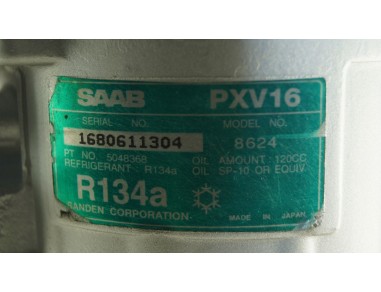 SAAB PXV16
SERIAL NO. MODEL NO.
1680611304 8624
PT NO. 5048368 OIL AMOUNT : 120CC
REFRIGERANT : R134a OIL SP-10 OR EQUIV.
R134a
SANDEN CORPORATION MADE IN JAPAN